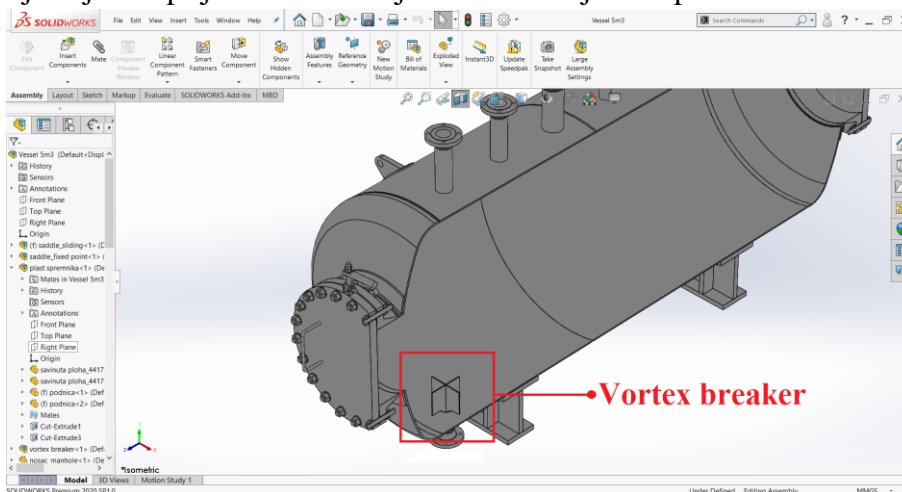 SOLIDWORKS File Edit View Insert Tools Window Help Vessel 5m3 Search Commands
Edit Component
Insert Components
Mate
Component Preview Window
Linear Component Pattern
Smart Fasteners
Move Component
Show Hidden Components
Assembly Features
Reference Geometry
New Motion Study
Bill of Materials
Exploded View
Instant3D
Update Speedpak
Take Snapshot
Large Assembly Settings
Assembly Layout Sketch Markup Evaluate SOLIDWORKS Add-Ins MBD
Vessel 5m3 (Default<Displ
History
Sensors
Annotations
Front Plane
Top Plane
Right Plane
Origin
(f) saddle_sliding<1> (D
saddle_fixed point<1> (
plast spremnika<1> (De
Mates in Vessel 5m3
History
Sensors
Annotations
Front Plane
Top Plane
Right Plane
Origin
savinuta ploha_4417
savinuta ploha_4417
(f) podnica<1> (Def
(f) podnica<2> (Def
Mates
Cut-Extrude1
Cut-Extrude3
vortex breaker<1> (Def
nosac manhole<1> (De
Vortex breaker
*Isometric
Model 3D Views Motion Study 1
SOLIDWORKS Premium 2020 SP1.0 Under Defined Editing Assembly MMGS